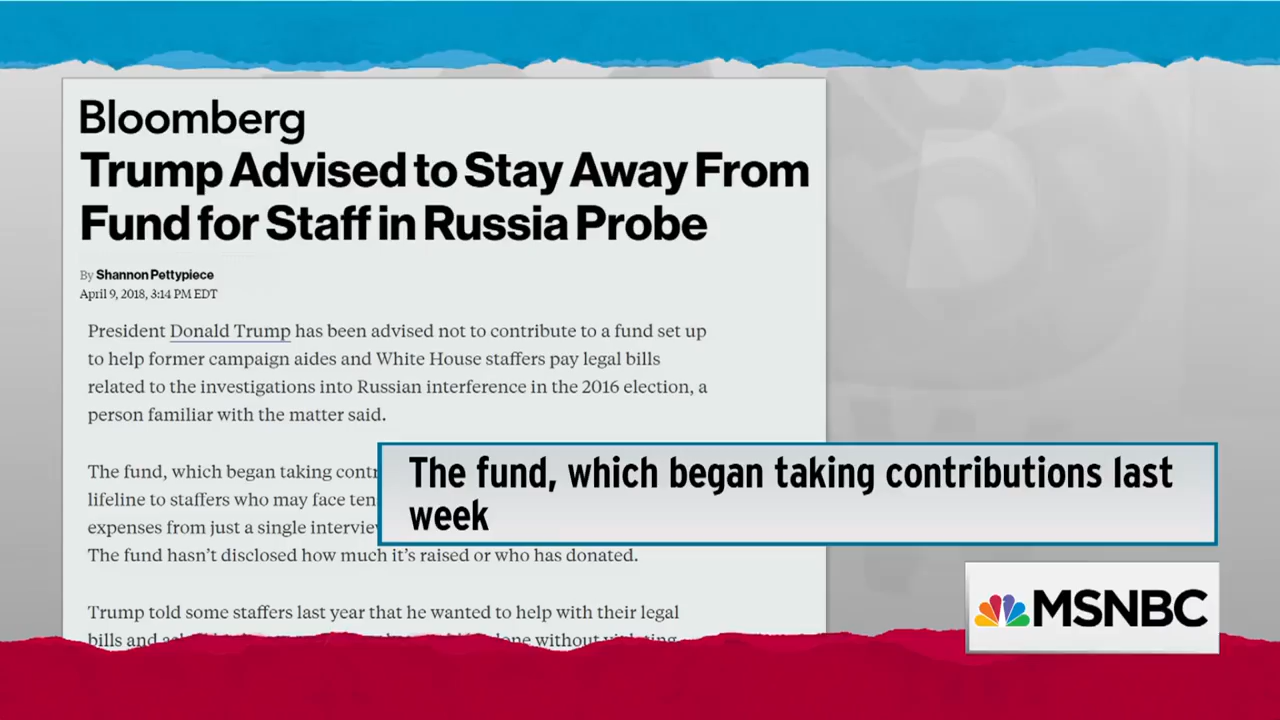 Bloomberg
Trump Advised to Stay Away From
Fund for Staff in Russia Probe
By Shannon Pettypiece
April 9, 2018, 3:14 PM EDT
President Donald Trump has been advised not to contribute to a fund set up
to help former campaign aides and White House staffers pay legal bills
related to the investigations into Russian interference in the 2016 election, a
person familiar with the matter said.
The fund, which began taking
lifeline to staffers who may face
expenses from just a single
The fund hasn't disclosed how much it's raised or who has donated.
The fund, which began taking contributions last
week
Trump told some staffers last year that he wanted to help with their legal
bills and
without
MSNBC